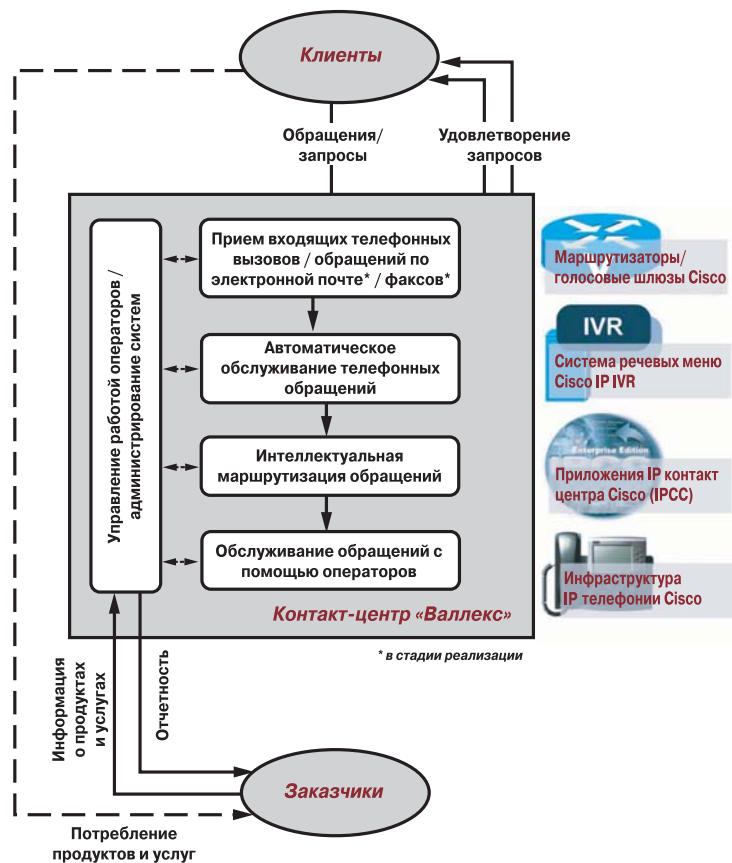 Клиенты
Обращения/
запросы
Удовлетворение
запросов
Управление работой операторов /
администрирование систем
Прием входящих телефонных
вызовов / обращений по
электронной почте* / факсов*
Автоматическое
обслуживание телефонных
обращений
Интеллектуальная
маршрутизация обращений
Обслуживание обращений с
помощью операторов
Контакт-центр «Валлекс»
Маршрутизаторы/
голосовые шлюзы Cisco
V
IVR
Система речевых меню
Cisco IP IVR
Enterprise Edition
Приложения IP контакт
центра Cisco (IPCC)
Инфраструктура
IP телефонии Cisco
* в стадии реализации
Информация
о продуктах
и услугах
Отчетность
Заказчики
Потребление
продуктов и услуг